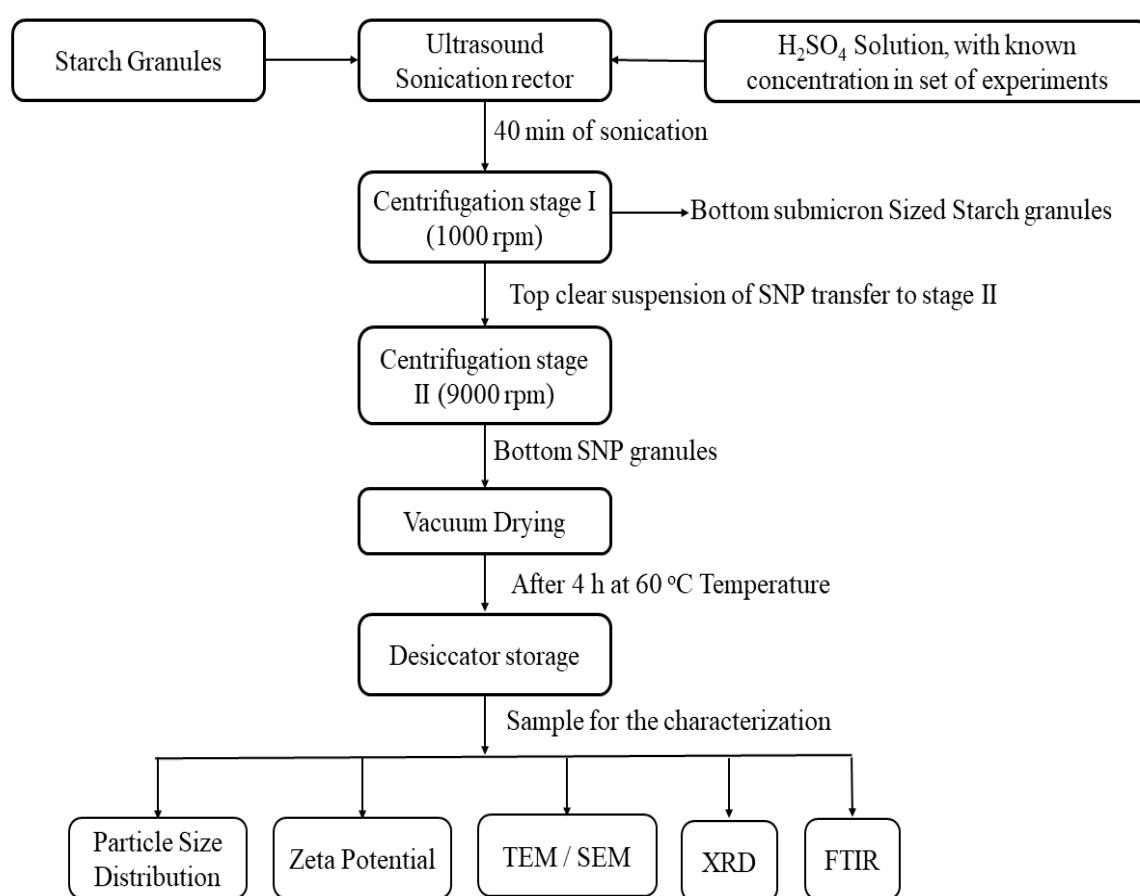 Starch Granules
Ultrasound
Sonication rector
H₂SO₄ Solution, with known
concentration in set of experiments
40 min of sonication
Centrifugation stage I
(1000 rpm)
Bottom submicron Sized Starch granules
Top clear suspension of SNP transfer to stage II
Centrifugation stage
II (9000 rpm)
Bottom SNP granules
Vacuum Drying
After 4 h at 60 °C Temperature
Desiccator storage
Sample for the characterization
Particle Size
Distribution
Zeta Potential
TEM / SEM
XRD
FTIR